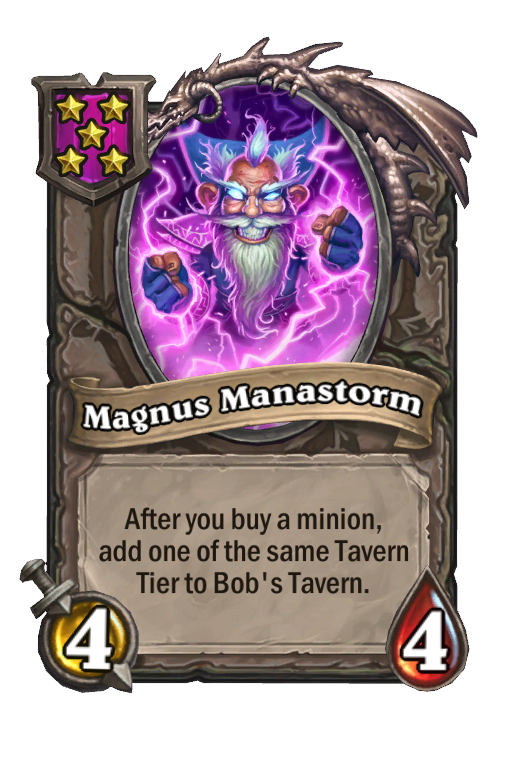 Magnus Manastorm
After you buy a minion,
add one of the same Tavern
Tier to Bob's Tavern.
4
4